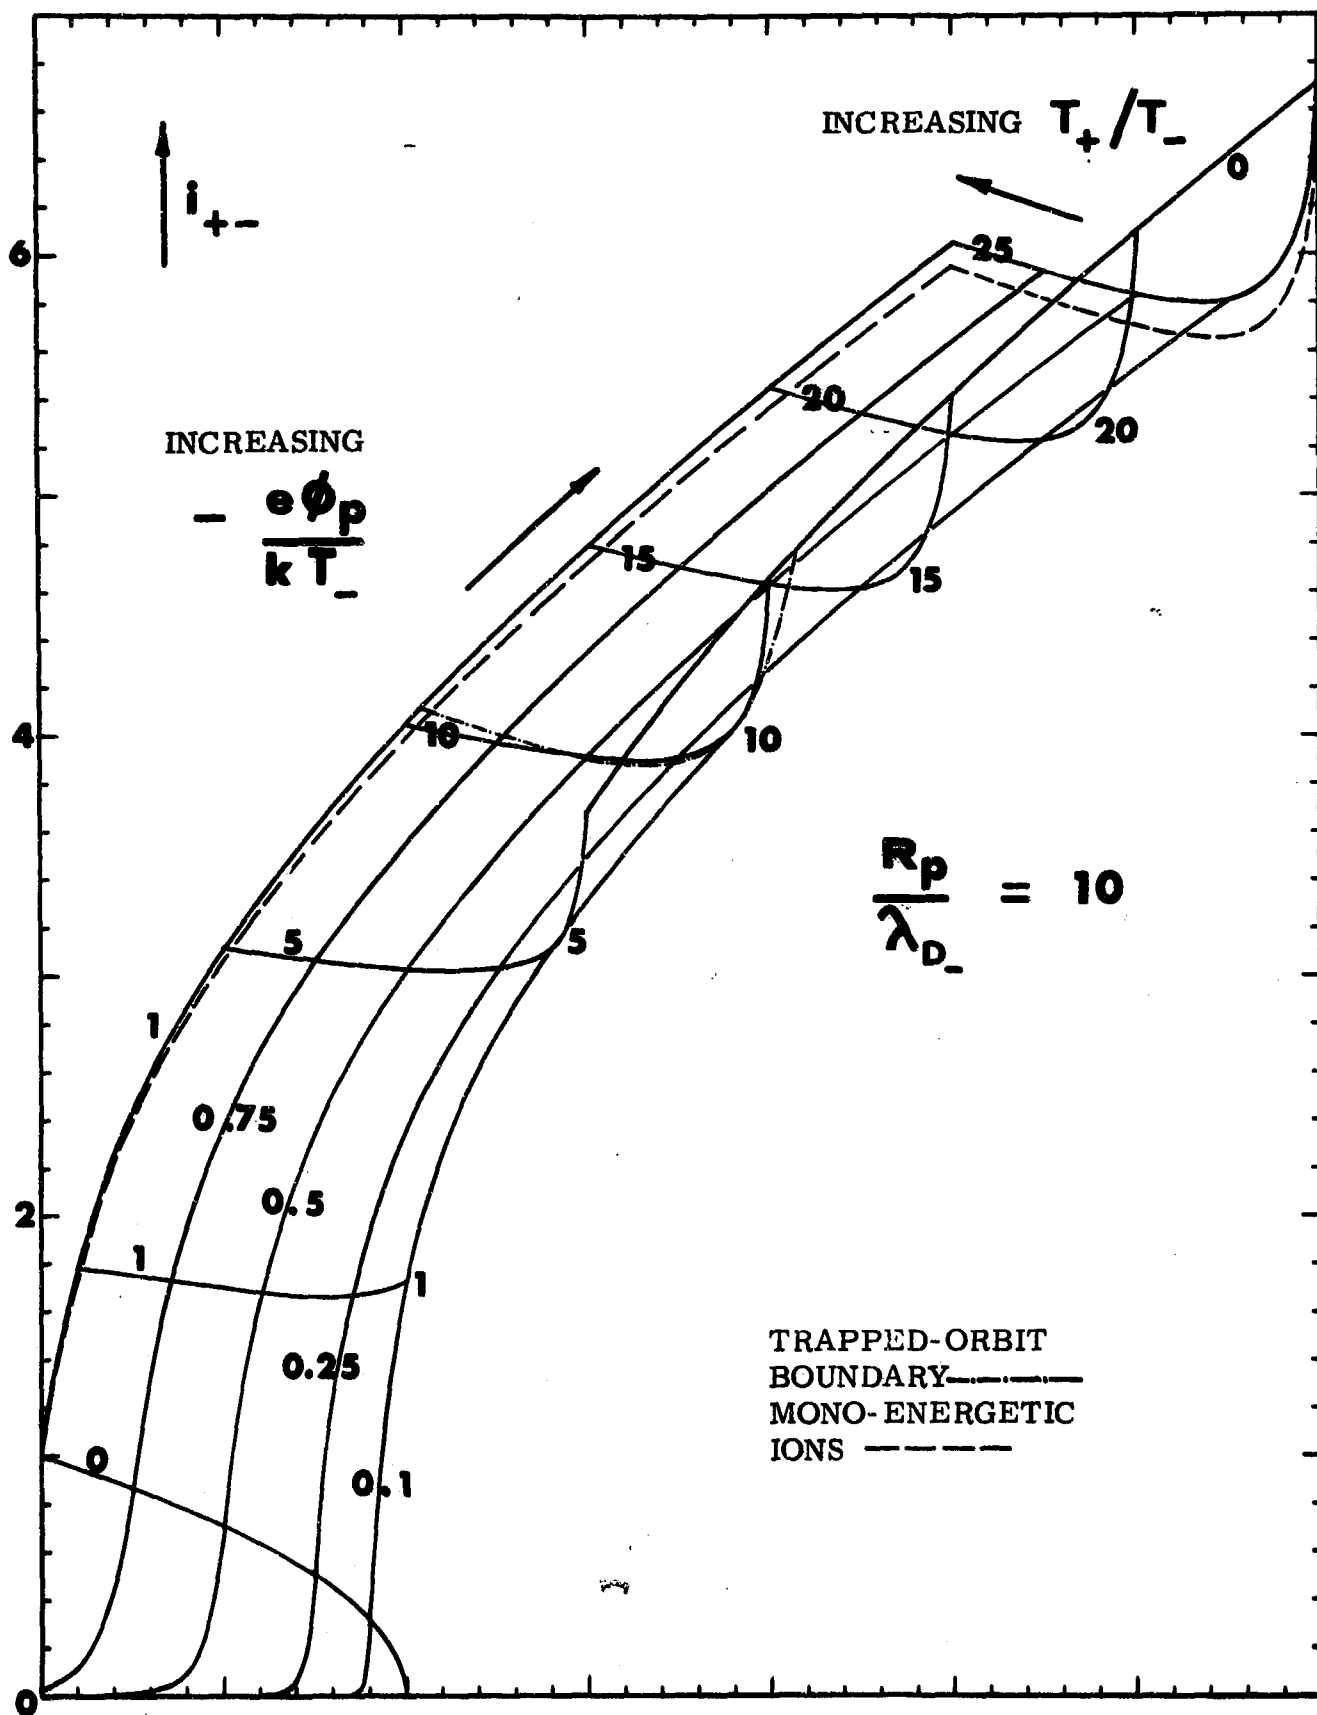 INCREASING T₊/T₋
0
i₊₋
6
25
20
20
INCREASING
- eϕₚ
kT₋
15
15
4
10
10
Rₚ
= 10
λD₋
5
5
1
0.75
0.5
2
1
1
TRAPPED-ORBIT
0.25
BOUNDARY
MONO-ENERGETIC
IONS
0
0.1
0